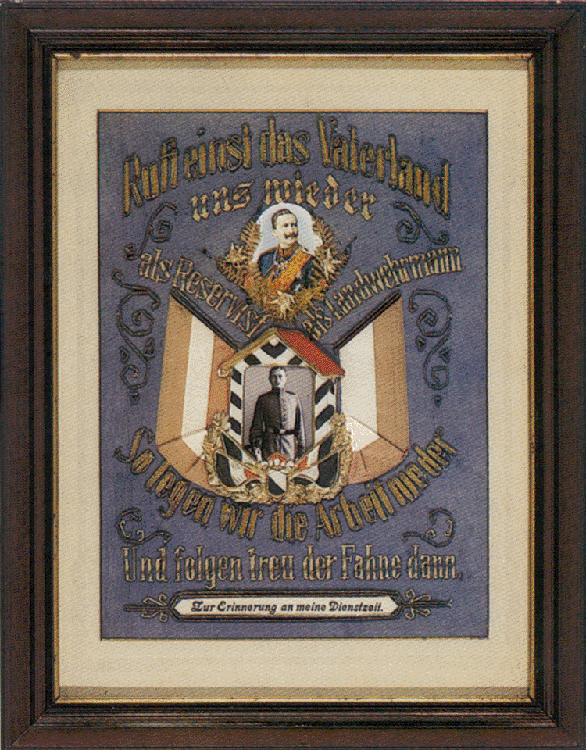 Ruft einst das Vaterland
uns wieder
als Reservist als Landwehrmann
So legen wir die Arbeit nieder
Und folgen treu der Fahne dann.
Zur Erinnerung an meine Dienstzeit.